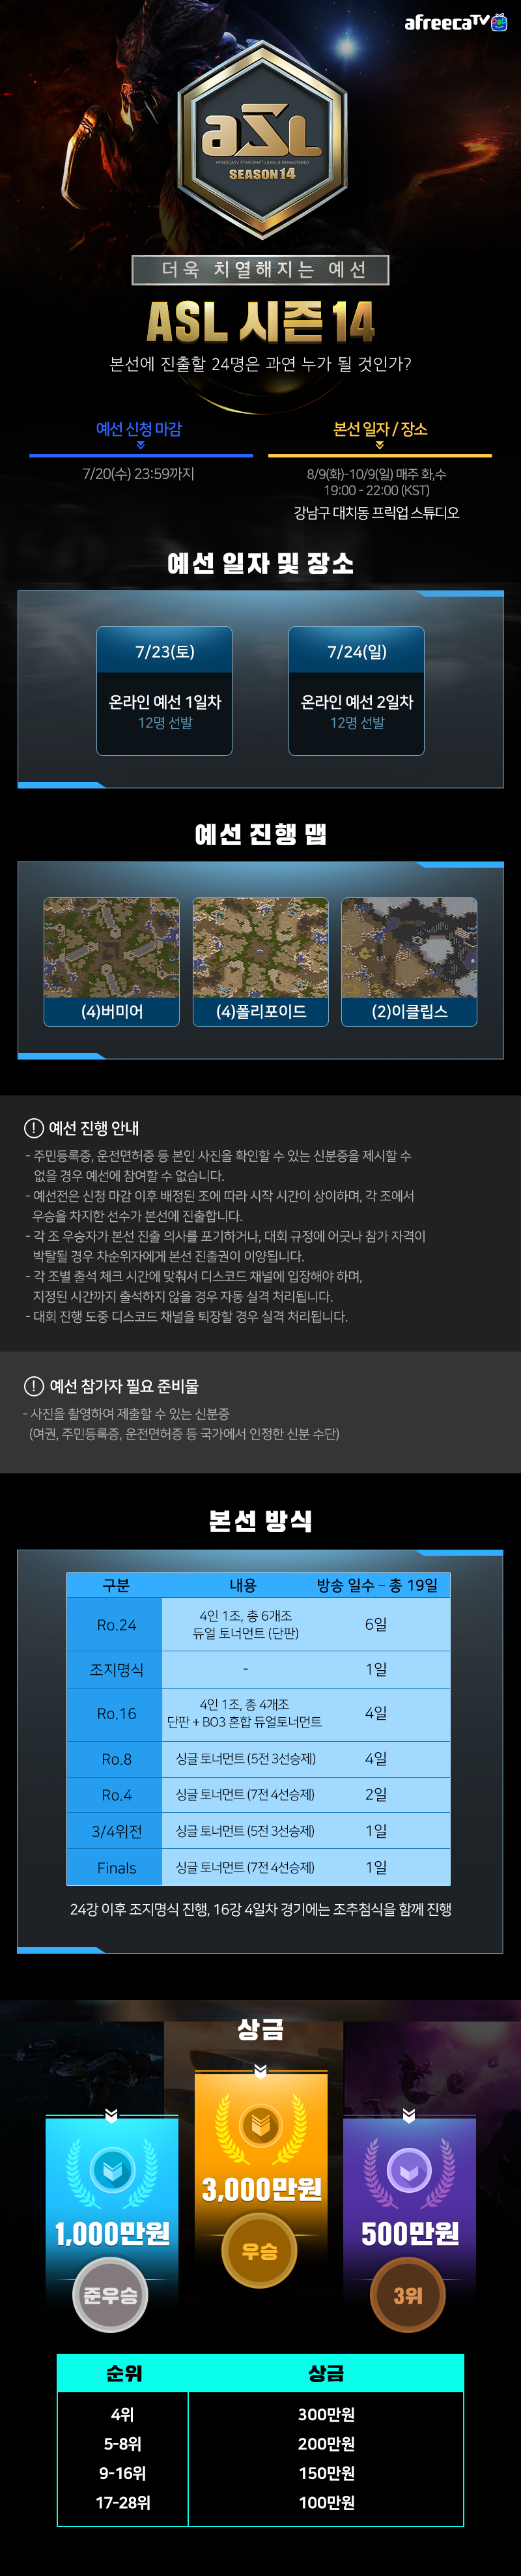 afreecaTV
aSL
AFREECATV STARCRAFT LEAGUE REMASTERED
SEASON14
더욱 치열해지는 예선
ASL 시즌 14
본선에 진출할 24명은 과연 누가 될 것인가?
예선 신청 마감
7/20(수) 23:59까지
본선 일자 / 장소
8/9(화)-10/9(일) 매주 화,수
19:00 - 22:00 (KST)
강남구 대치동 프릭업 스튜디오
예선 일자 및 장소
7/23(토)
온라인 예선 1일차
12명 선발
7/24(일)
온라인 예선 2일차
12명 선발
예선 진행 맵
(4)버미어
(4)폴리포이드
(2)이클립스
! 예선 진행 안내
- 주민등록증, 운전면허증 등 본인 사진을 확인할 수 있는 신분증을 제시할 수
없을 경우 예선에 참여할 수 없습니다.
- 예선전은 신청 마감 이후 배정된 조에 따라 시작 시간이 상이하며, 각 조에서
우승을 차지한 선수가 본선에 진출합니다.
- 각 조 우승자가 본선 진출 의사를 포기하거나, 대회 규정에 어긋나 참가 자격이
박탈될 경우 차순위자에게 본선 진출권이 이양됩니다.
- 각 조별 출석 체크 시간에 맞춰서 디스코드 채널에 입장해야 하며,
지정된 시간까지 출석하지 않을 경우 자동 실격 처리됩니다.
- 대회 진행 도중 디스코드 채널을 퇴장할 경우 실격 처리됩니다.
! 예선 참가자 필요 준비물
- 사진을 촬영하여 제출할 수 있는 신분증
(여권, 주민등록증, 운전면허증 등 국가에서 인정한 신분 수단)
본선 방식
구분 내용 방송 일수 – 총 19일
Ro.24 4인 1조, 총 6개조
듀얼 토너먼트 (단판) 6일
조지명식 - 1일
Ro.16 4인 1조, 총 4개조
단판 + BO3 혼합 듀얼토너먼트 4일
Ro.8 싱글 토너먼트 (5전 3선승제) 4일
Ro.4 싱글 토너먼트 (7전 4선승제) 2일
3/4위전 싱글 토너먼트 (5전 3선승제) 1일
Finals 싱글 토너먼트 (7전 4선승제) 1일
24강 이후 조지명식 진행, 16강 4일차 경기에는 조추첨식을 함께 진행
상금
3,000만원
우승
1,000만원
준우승
500만원
3위
순위 상금
4위 300만원
5-8위 200만원
9-16위 150만원
17-28위 100만원